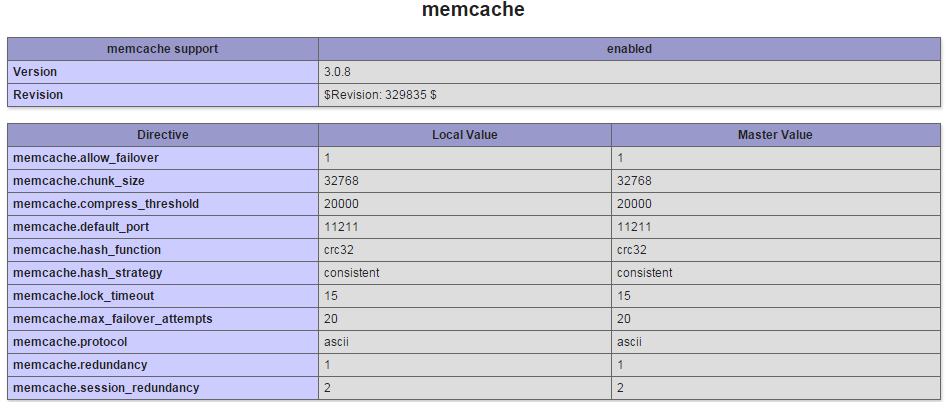 memcache
memcache support enabled
Version 3.0.8
Revision $Revision: 329835 $
Directive Local Value Master Value
memcache.allow_failover 1 1
memcache.chunk_size 32768 32768
memcache.compress_threshold 20000 20000
memcache.default_port 11211 11211
memcache.hash_function crc32 crc32
memcache.hash_strategy consistent consistent
memcache.lock_timeout 15 15
memcache.max_failover_attempts 20 20
memcache.protocol ascii ascii
memcache.redundancy 1 1
memcache.session_redundancy 2 2